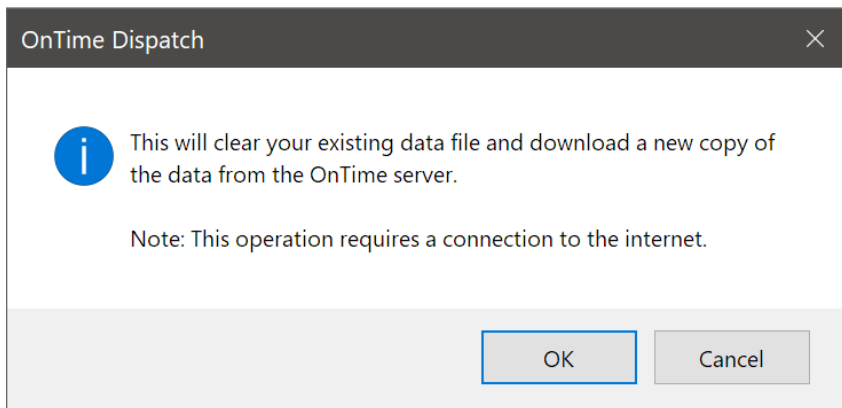 OnTime Dispatch
This will clear your existing data file and download a new copy of
the data from the OnTime server.
Note: This operation requires a connection to the internet.
OK
Cancel